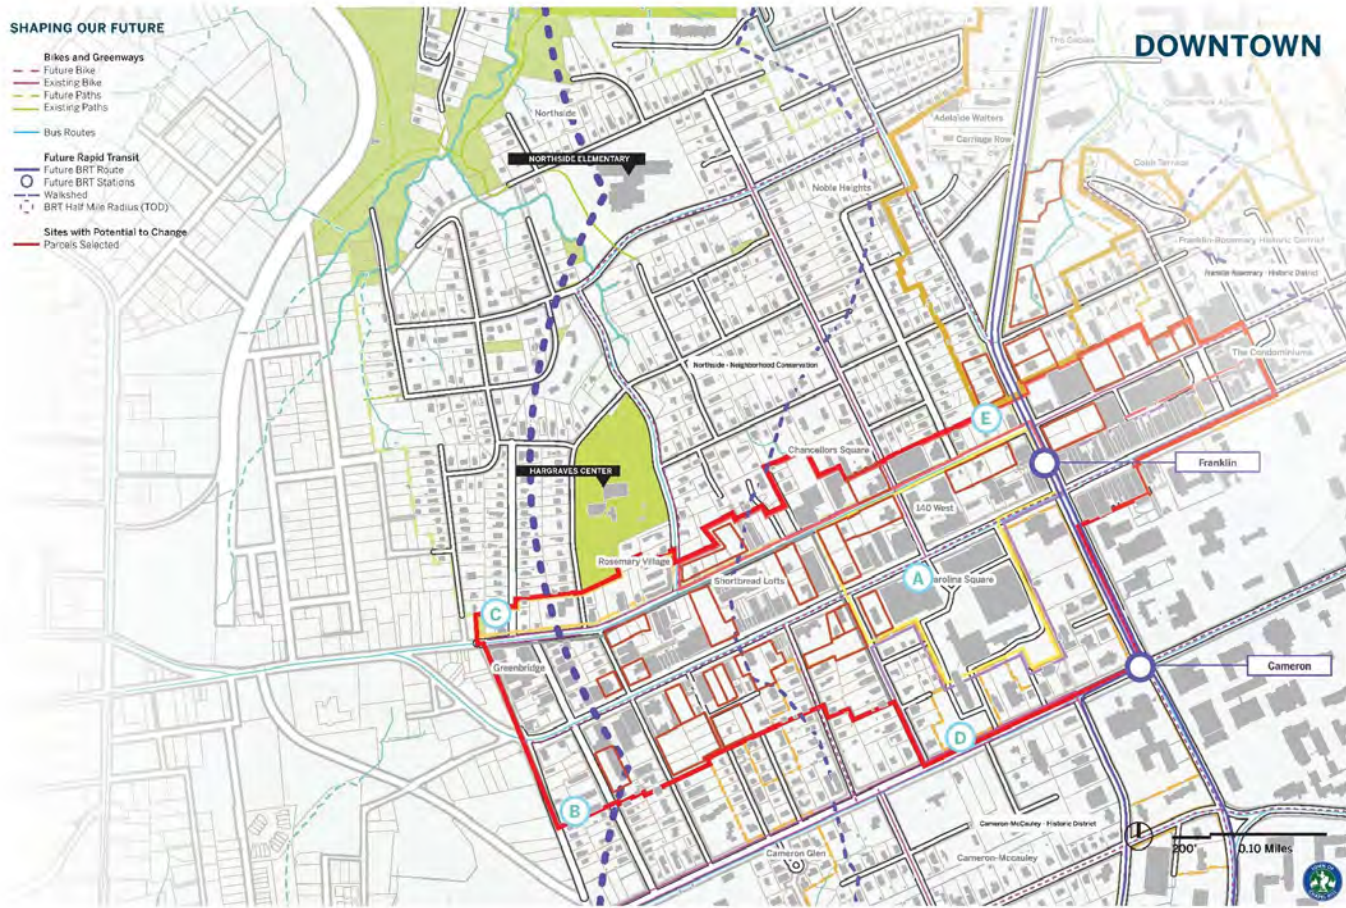 SHAPING OUR FUTURE
Bikes and Greenways
Future Bike
Existing Bike
Future Paths
Existing Paths
Bus Routes
Future Rapid Transit
Future BRT Route
Future BRT Stations
Walkshed
BRT Half Mile Radius (TOD)
Sites with Potential to Change
Parcels Selected
DOWNTOWN
Northside
NORTHSIDE ELEMENTARY
Adelaide Walters
Carriage Row
Cobb Terrace
Noble Heights
Franklin-Rosemary Historic District
Franklin-Rosemary - Historic District
The Condominiums
Northside - Neighborhood Conservation
E
Chancellors Square
Franklin
HARGRAVES CENTER
140 West
Rosemary Village
Shortbread Lofts
A
arolina Square
C
Greenbridge
Cameron
D
B
Cameron-McCauley - Historic District
Cameron Glen
Cameron-Mccauley
200'
0.10 Miles